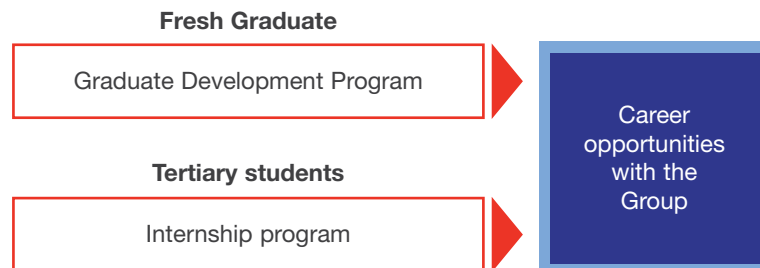 Fresh Graduate
Graduate Development Program
Tertiary students
Internship program
Career
opportunities
with the
Group